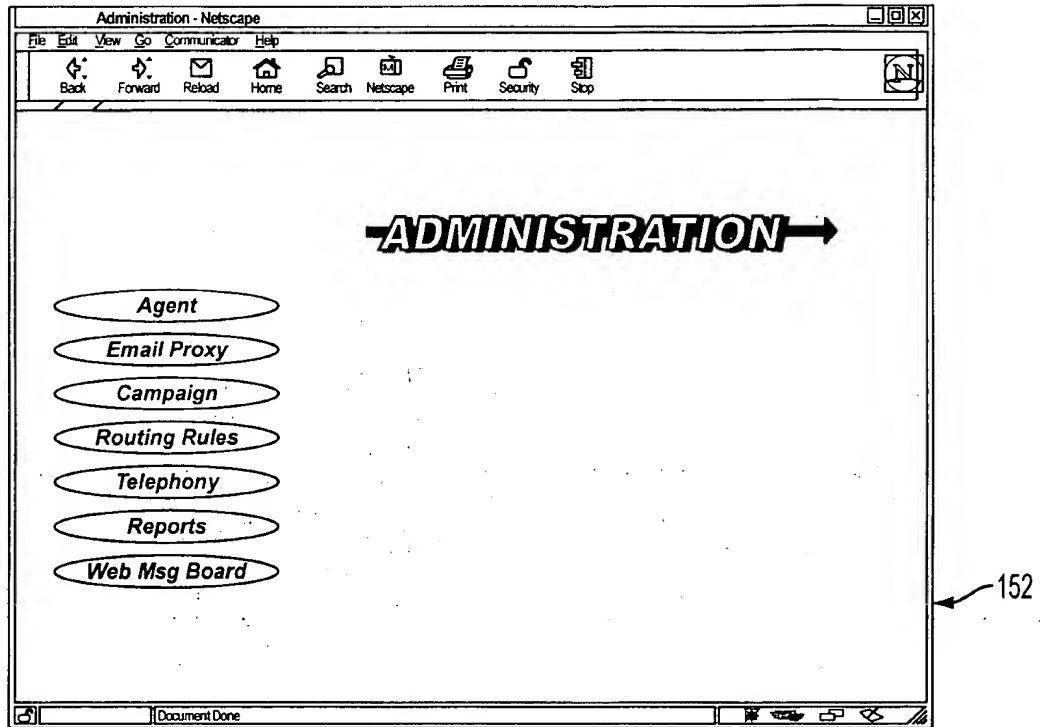 Administration - Netscape
File Edit View Go Communicator Help
Back Forward Reload Home Search Netscape Print Security Stop
N
ADMINISTRATION
Agent
Email Proxy
Campaign
Routing Rules
Telephony
Reports
Web Msg Board
152
Document Done